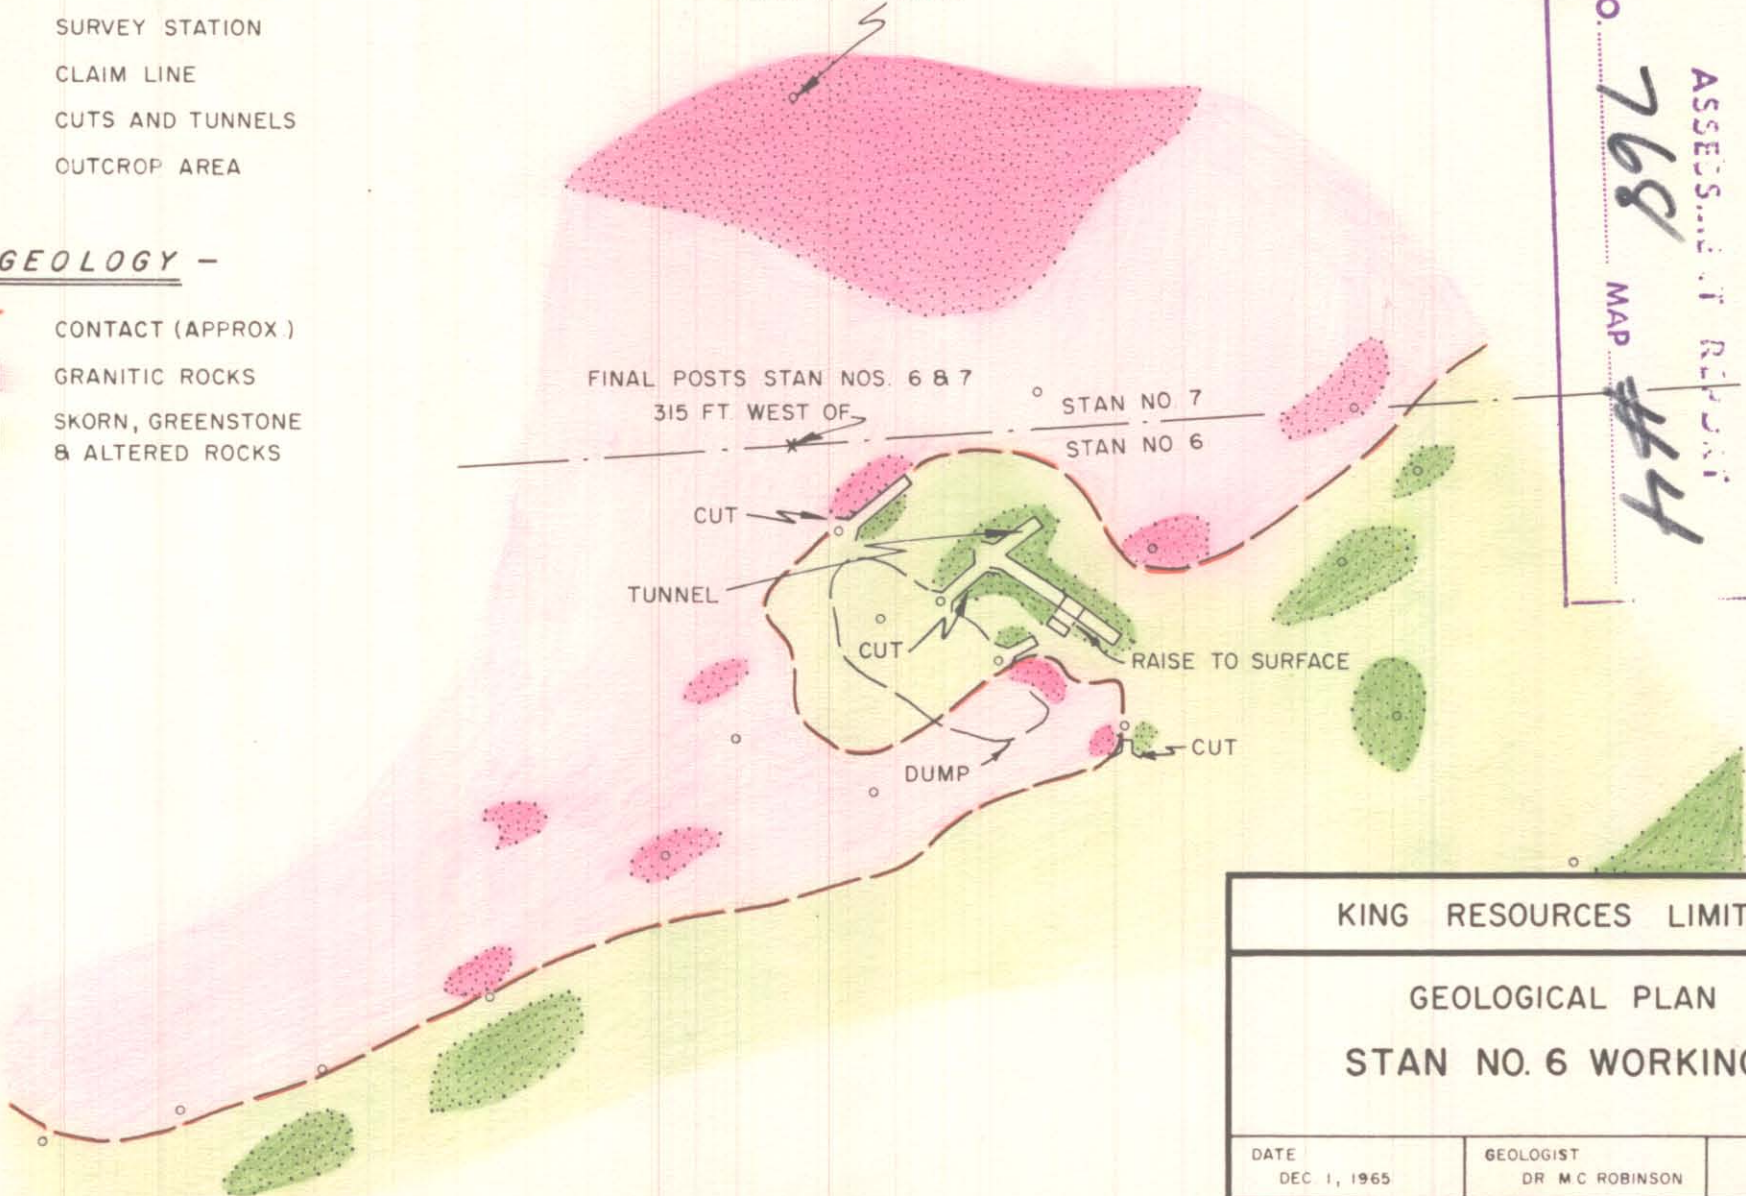 SURVEY STATION
CLAIM LINE
CUTS AND TUNNELS
OUTCROP AREA
GEOLOGY -
CONTACT (APPROX.)
GRANITIC ROCKS
SKORN, GREENSTONE
& ALTERED ROCKS
FINAL POSTS STAN NOS. 6 & 7
315 FT. WEST OF
STAN NO. 7
STAN NO. 6
CUT
TUNNEL
CUT
RAISE TO SURFACE
CUT
DUMP
O. 768 MAP #4
KING RESOURCES LIMIT
GEOLOGICAL PLAN
STAN NO. 6 WORKING
DATE
DEC 1, 1965
GEOLOGIST
DR M C ROBINSON